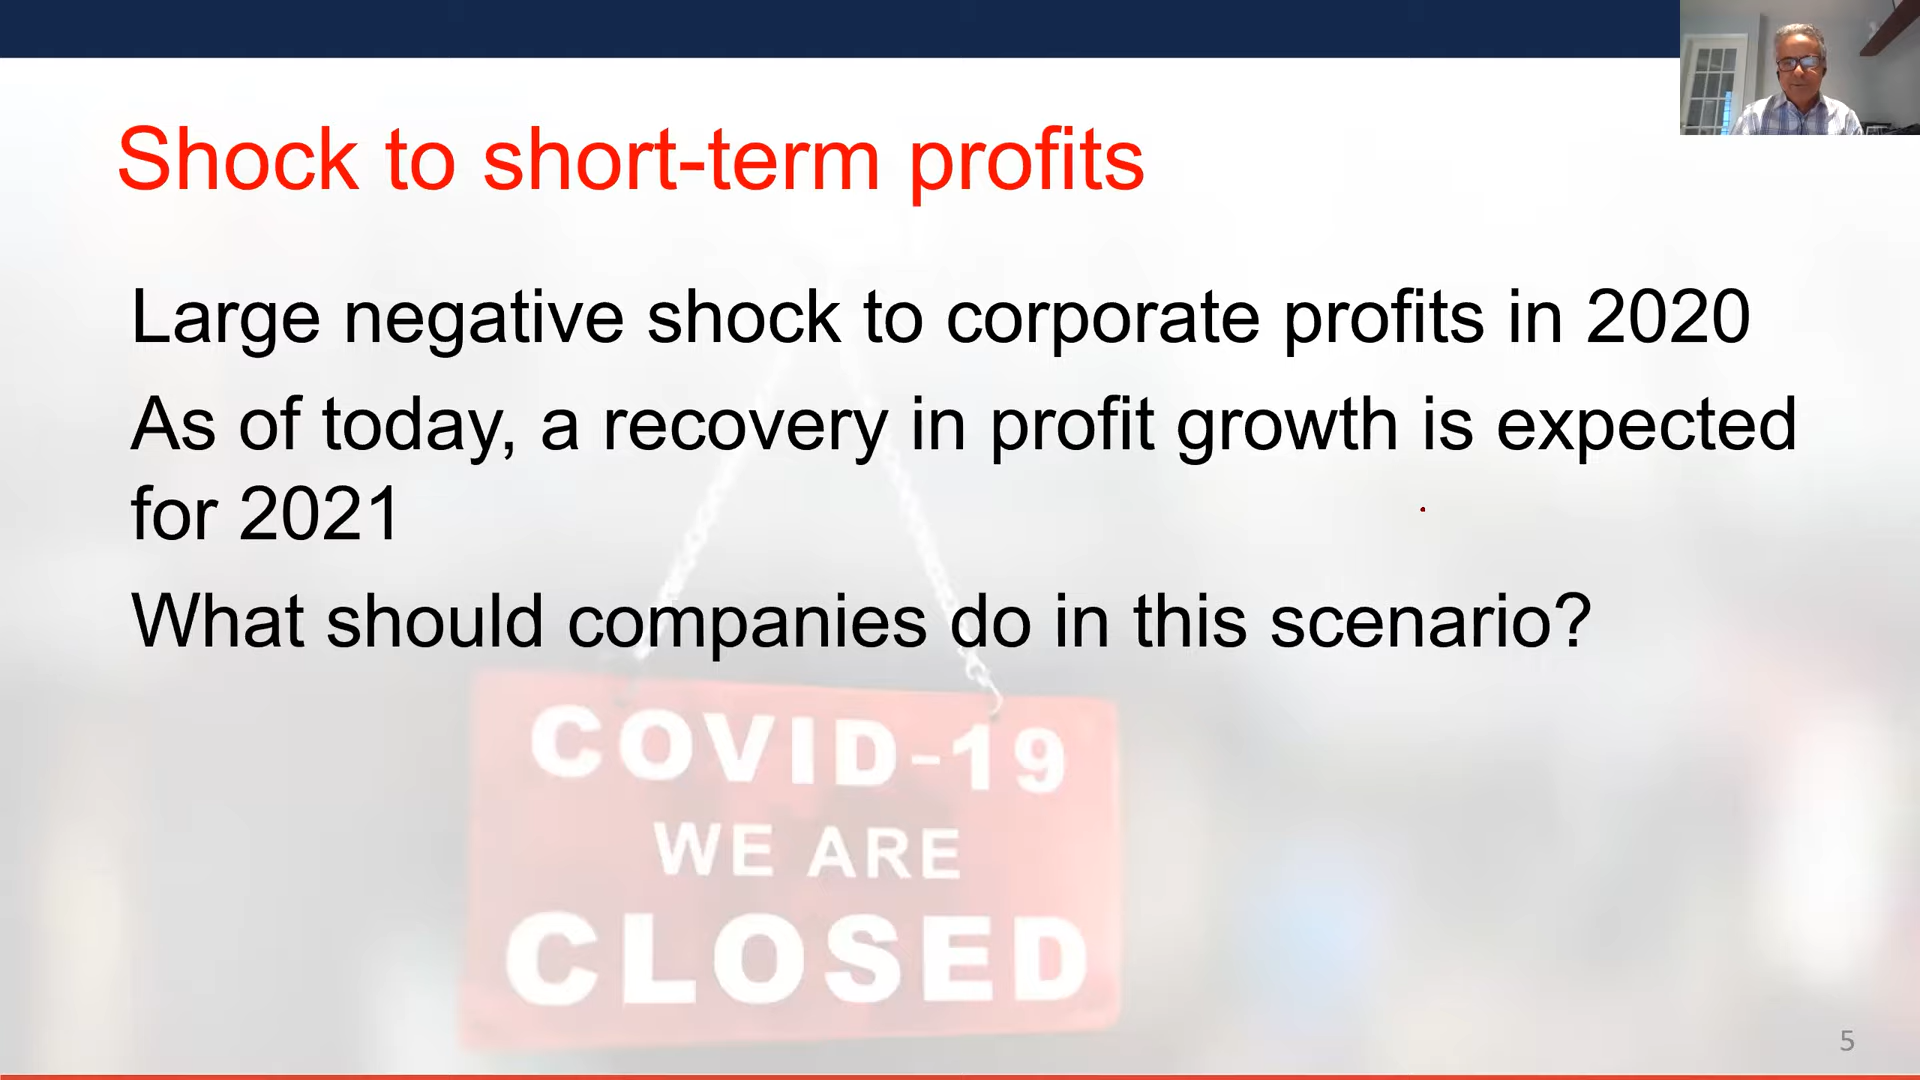 Shock to short-term profits
Large negative shock to corporate profits in 2020
As of today, a recovery in profit growth is expected
for 2021
What should companies do in this scenario?
COVID-19
WE ARE
CLOSED
5